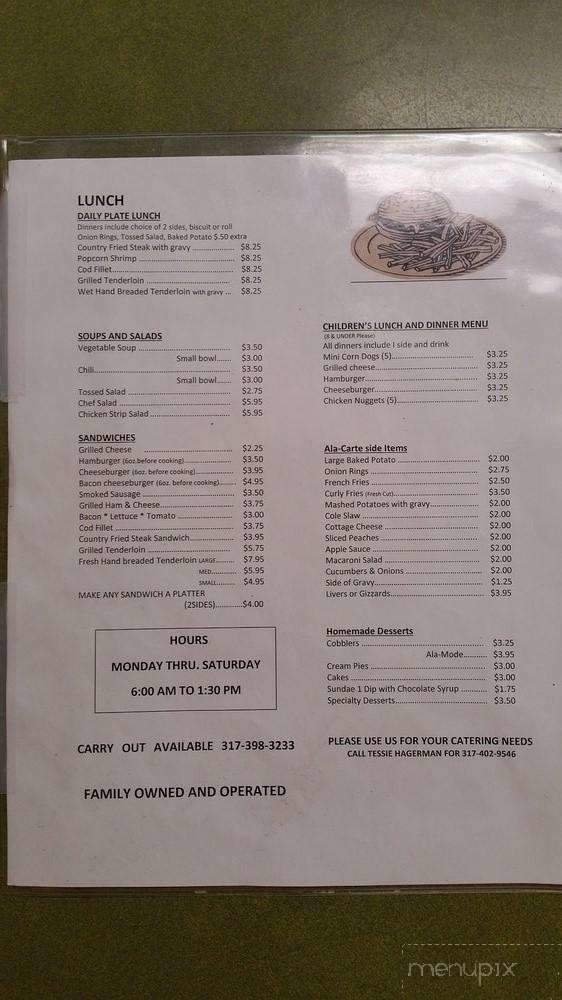 LUNCH
DAILY PLATE LUNCH
Dinners include choice of 2 sides, biscuit or roll
Onion Rings, Tossed Salad, Baked Potato $.50 extra
Country Fried Steak with gravy ................ $8.25
Popcorn Shrimp ................ $8.25
Cod Fillet................ $8.25
Grilled Tenderloin ................ $8.25
Wet Hand Breaded Tenderloin with gravy ... $8.25
SOUPS AND SALADS
Vegetable Soup ................ $3.50
Small bowl...... $3.00
Chili................ $3.50
Small bowl...... $3.00
Tossed Salad ................ $2.75
Chef Salad ................ $5.95
Chicken Strip Salad................ $5.95
SANDWICHES
Grilled Cheese ................ $2.25
Hamburger (6oz. before cooking)................ $3.50
Cheeseburger (6oz. before cooking)................ $3.95
Bacon cheeseburger (6oz. before cooking)....... $4.95
Smoked Sausage ................ $3.50
Grilled Ham & Cheese................ $3.75
Bacon * Lettuce * Tomato ................ $3.00
Cod Fillet ................ $3.75
Country Fried Steak Sandwich................ $3.95
Grilled Tenderloin ................ $5.75
Fresh Hand breaded Tenderloin LARGE....... $7.95
MED........ $5.95
SMALL........ $4.95
MAKE ANY SANDWICH A PLATTER
(2SIDES)............$4.00
HOURS
MONDAY THRU. SATURDAY
6:00 AM TO 1:30 PM
CARRY OUT AVAILABLE 317-398-3233
FAMILY OWNED AND OPERATED
CHILDREN'S LUNCH AND DINNER MENU
(8 & UNDER Please)
All dinners include I side and drink
Mini Corn Dogs (5)................ $3.25
Grilled cheese................ $3.25
Hamburger................ $3.25
Cheeseburger................ $3.25
Chicken Nuggets (5)................ $3.25
Ala-Carte side Items
Large Baked Potato ................ $2.00
Onion Rings ................ $2.75
French Fries ................ $2.50
Curly Fries (Fresh Cut)................ $3.50
Mashed Potatoes with gravy................ $2.00
Cole Slaw ................ $2.00
Cottage Cheese ................ $2.00
Sliced Peaches ................ $2.00
Apple Sauce ................ $2.00
Macaroni Salad ................ $2.00
Cucumbers & Onions ................ $2.00
Side of Gravy................ $1.25
Livers or Gizzards................ $3.95
Homemade Desserts
Cobblers ................ $3.25
Ala-Mode.......... $3.95
Cream Pies ................ $3.00
Cakes ................ $3.00
Sundae 1 Dip with Chocolate Syrup ........... $1.75
Specialty Desserts................ $3.50
PLEASE USE US FOR YOUR CATERING NEEDS
CALL TESSIE HAGERMAN FOR 317-402-9546
menupix